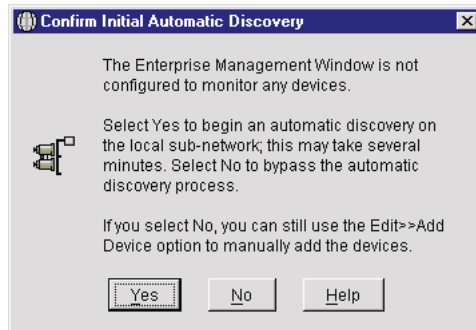 Confirm Initial Automatic Discovery
The Enterprise Management Window is not
configured to monitor any devices.
Select Yes to begin an automatic discovery on
the local sub-network; this may take several
minutes. Select No to bypass the automatic
discovery process.
If you select No, you can still use the Edit>>Add
Device option to manually add the devices.
Yes No Help